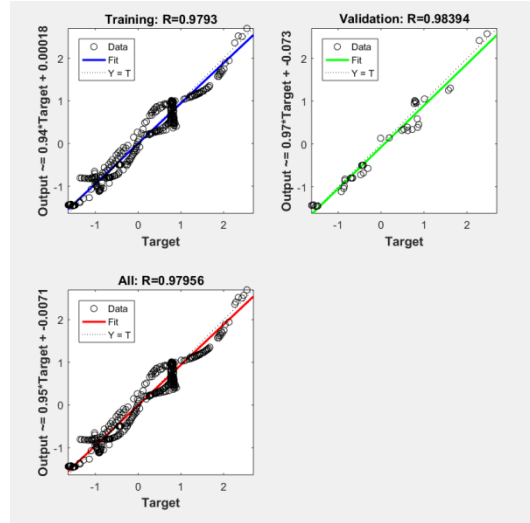 Training: R=0.9793
Output ~= 0.94*Target + 0.00018
Data
Fit
Y = T
2
1
0
-1
-1 0 1 2
Target
Validation: R=0.98394
Output ~= 0.97*Target + -0.073
Data
Fit
Y = T
2
1
0
-1
-1 0 1 2
Target
All: R=0.97956
Output ~= 0.95*Target + -0.0071
Data
Fit
Y = T
2
1
0
-1
-1 0 1 2
Target